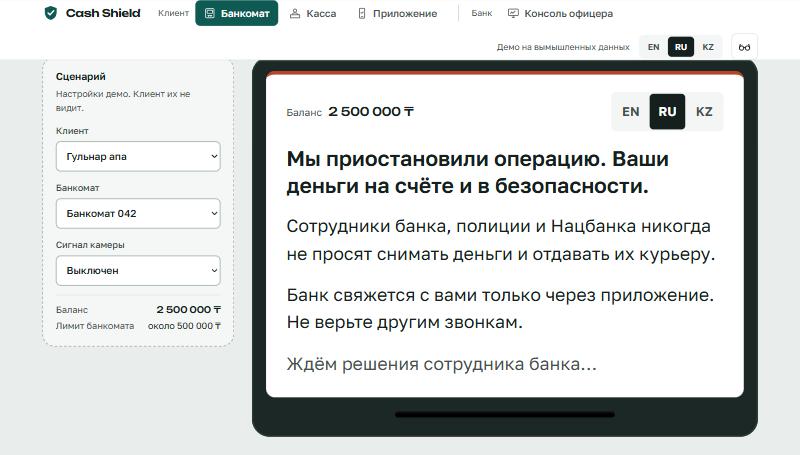 Cash Shield
Клиент
Банкомат
Касса
Приложение
Банк
Консоль офицера
Демо на вымышленных данных
EN
RU
KZ
Сценарий
Настройки демо. Клиент их не
видит.
Клиент
Гульнар апа
Банкомат
Банкомат 042
Сигнал камеры
Выключен
Баланс 2 500 000 ₸
Лимит банкомата около 500 000 ₸
Баланс 2 500 000 ₸
EN
RU
KZ
Мы приостановили операцию. Ваши
деньги на счёте и в безопасности.
Сотрудники банка, полиции и Нацбанка никогда
не просят снимать деньги и отдавать их курьеру.
Банк свяжется с вами только через приложение.
Не верьте другим звонкам.
Ждём решения сотрудника банка...